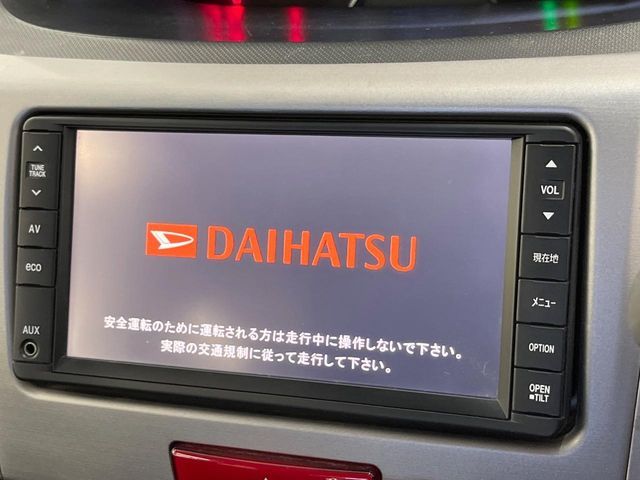 TUNE
TRACK
AV
eco
AUX
DAIHATSU
安全運転のために運転される方は走行中に操作しないで下さい。
実際の交通規制に従って走行して下さい。
VOL
現在地
メニュー
OPTION
OPEN
■TILT